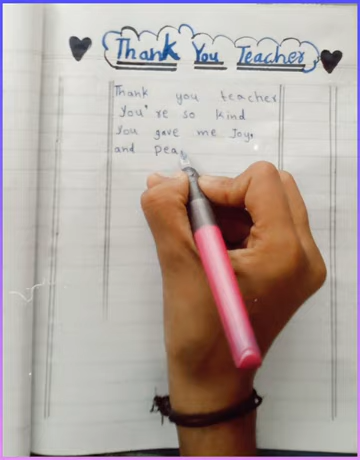 Thank You Teacher
Thank you teacher
You're so kind
You gave me Joy,
and pea